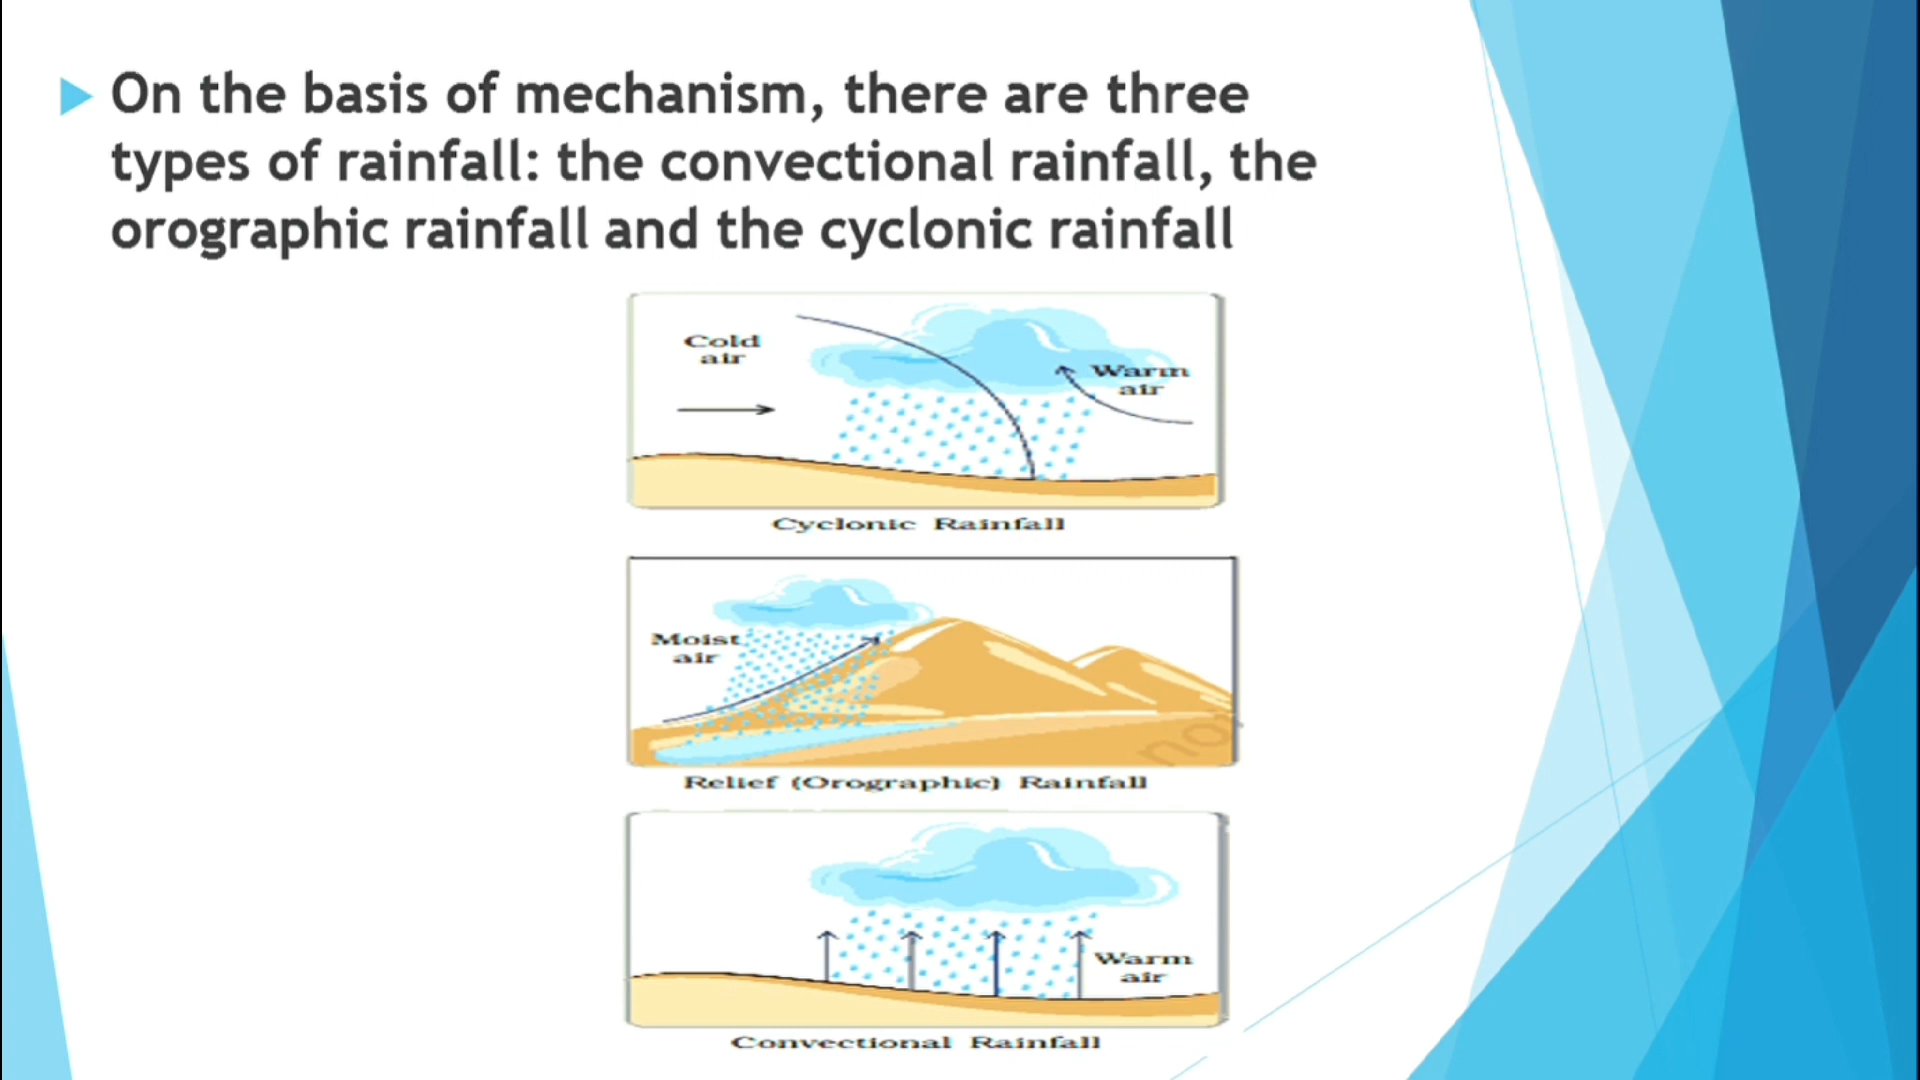 On the basis of mechanism, there are three
types of rainfall: the convectional rainfall, the
orographic rainfall and the cyclonic rainfall
Cold
air
Warm
air
Cyclonic Rainfall
Moist
air
Relief (Orographic) Rainfall
Warm
air
Convectional Rainfall